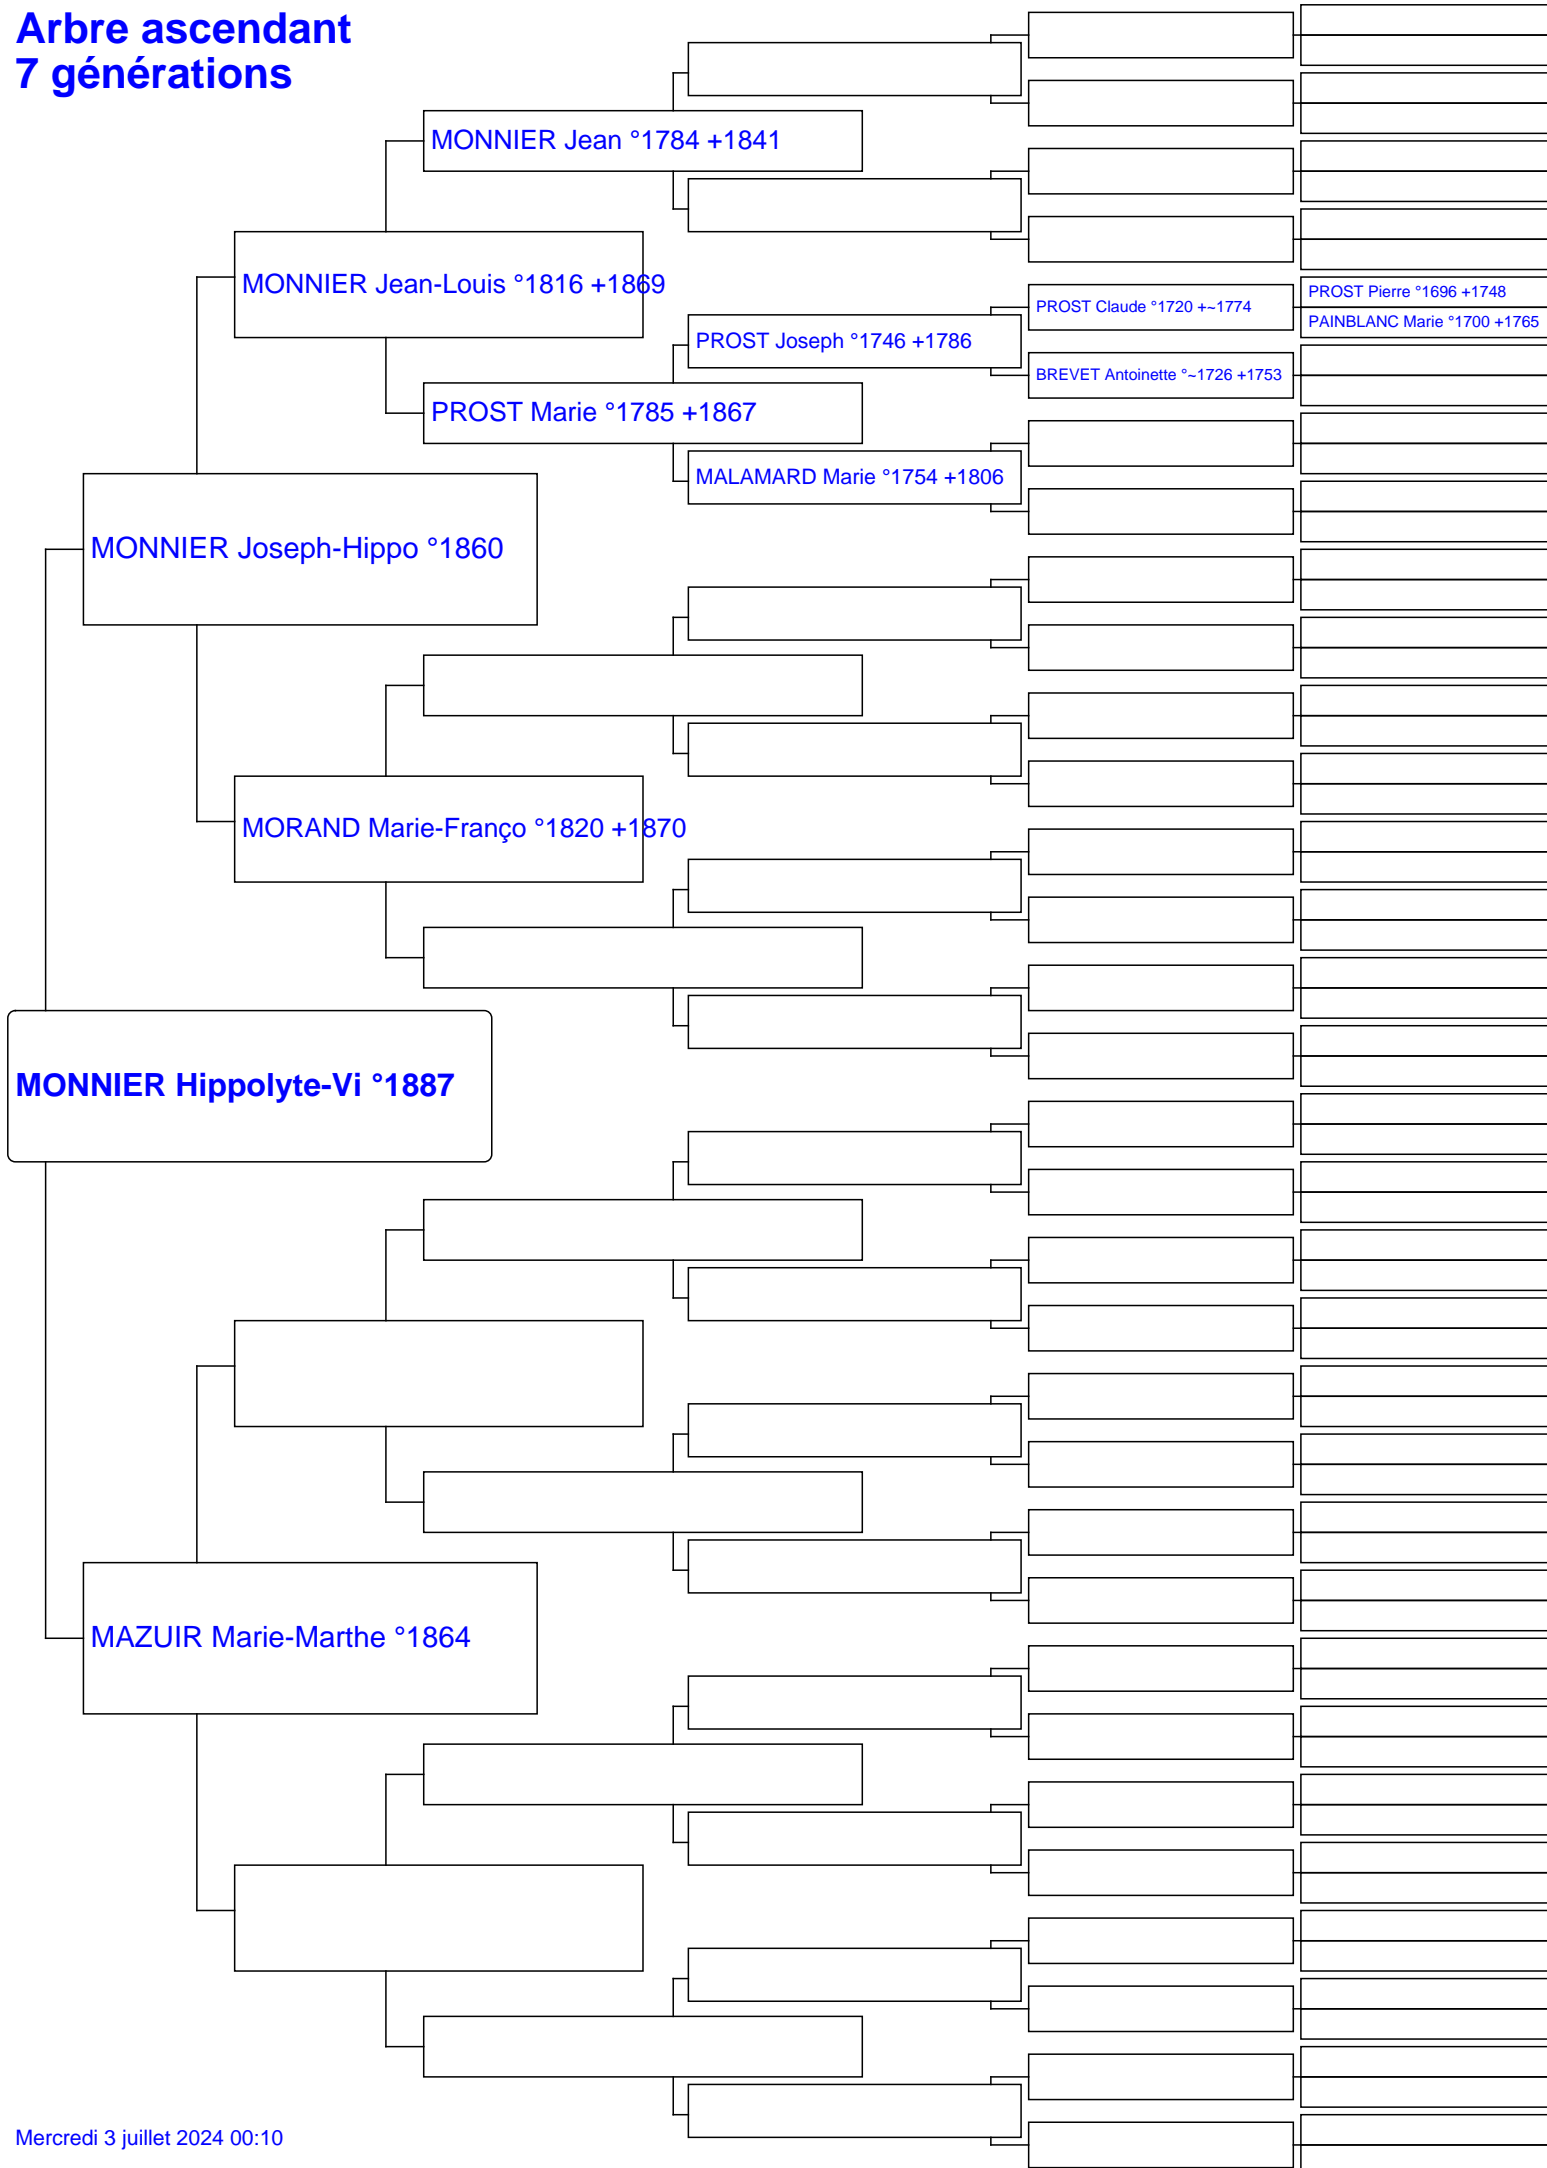 Arbre ascendant
7 générations
MONNIER Jean °1784 +1841
MONNIER Jean-Louis °1816 +1869
PROST Pierre °1696 +1748
PROST Claude °1720 +~1774
PAINBLANC Marie °1700 +1765
PROST Joseph °1746 +1786
BREVET Antoinette °~1726 +1753
PROST Marie °1785 +1867
MALAMARD Marie °1754 +1806
MONNIER Joseph-Hippo °1860
MORAND Marie-Franço °1820 +1870
MONNIER Hippolyte-Vi °1887
MAZUIR Marie-Marthe °1864
Mercredi 3 juillet 2024 00:10